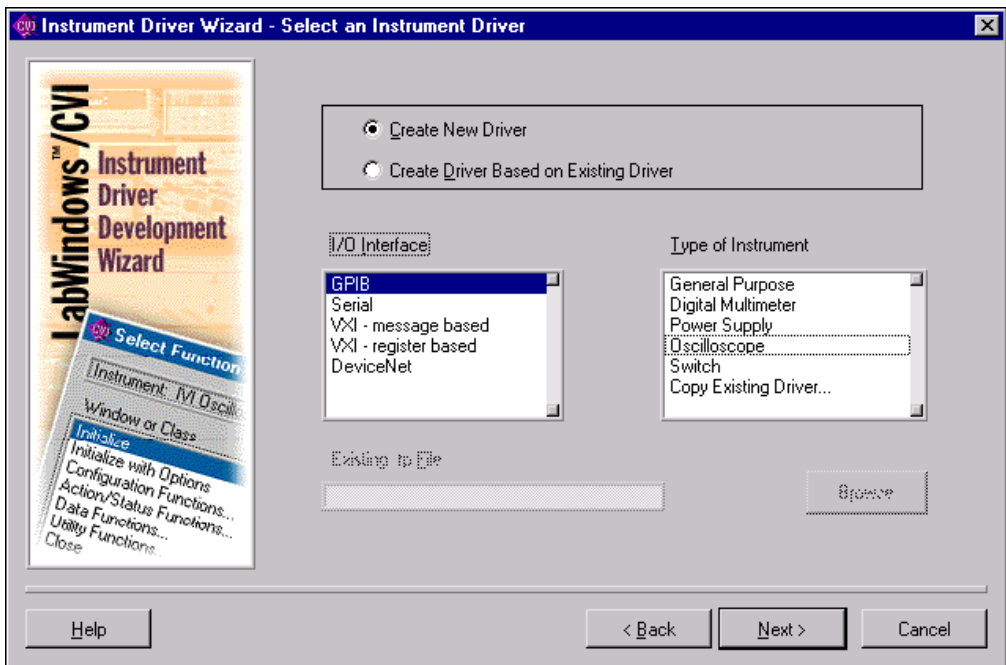 CVI Instrument Driver Wizard - Select an Instrument Driver
LabWindows™/CVI
Instrument
Driver
Development
Wizard
CVI Select Function
Instrument: IVI Oscill
Window or Class
Initialize
Initialize with Options
Configuration Functions...
Action/Status Functions...
Data Functions...
Utility Functions...
Close
Create New Driver
Create Driver Based on Existing Driver
I/O Interface
GPIB
Serial
VXI - message based
VXI - register based
DeviceNet
Type of Instrument
General Purpose
Digital Multimeter
Power Supply
Oscilloscope
Switch
Copy Existing Driver...
Existing .fp File
Browse
Help
< Back
Next >
Cancel